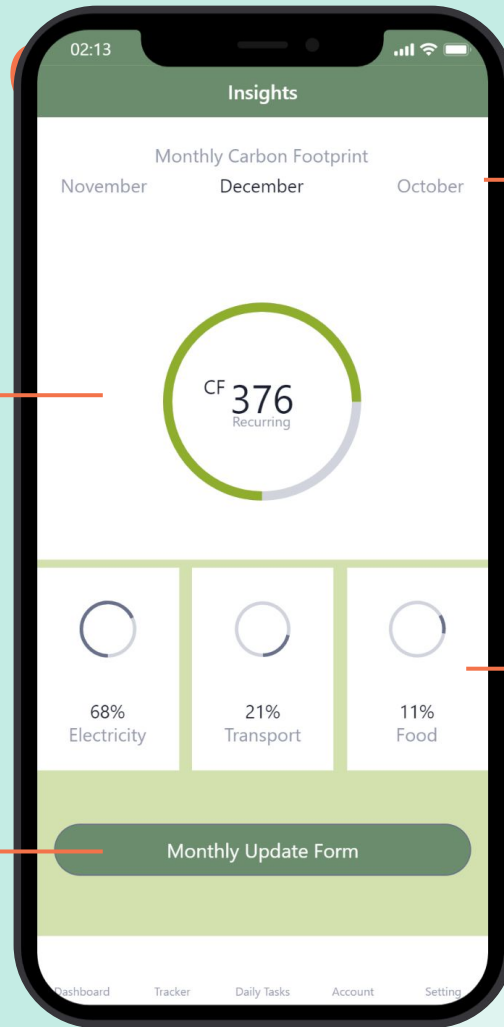 02:13
Insights
Monthly Carbon Footprint
November December October
CF 376
Recurring
68% 21% 11%
Electricity Transport Food
Monthly Update Form
Dashboard Tracker Daily Tasks Account Setting